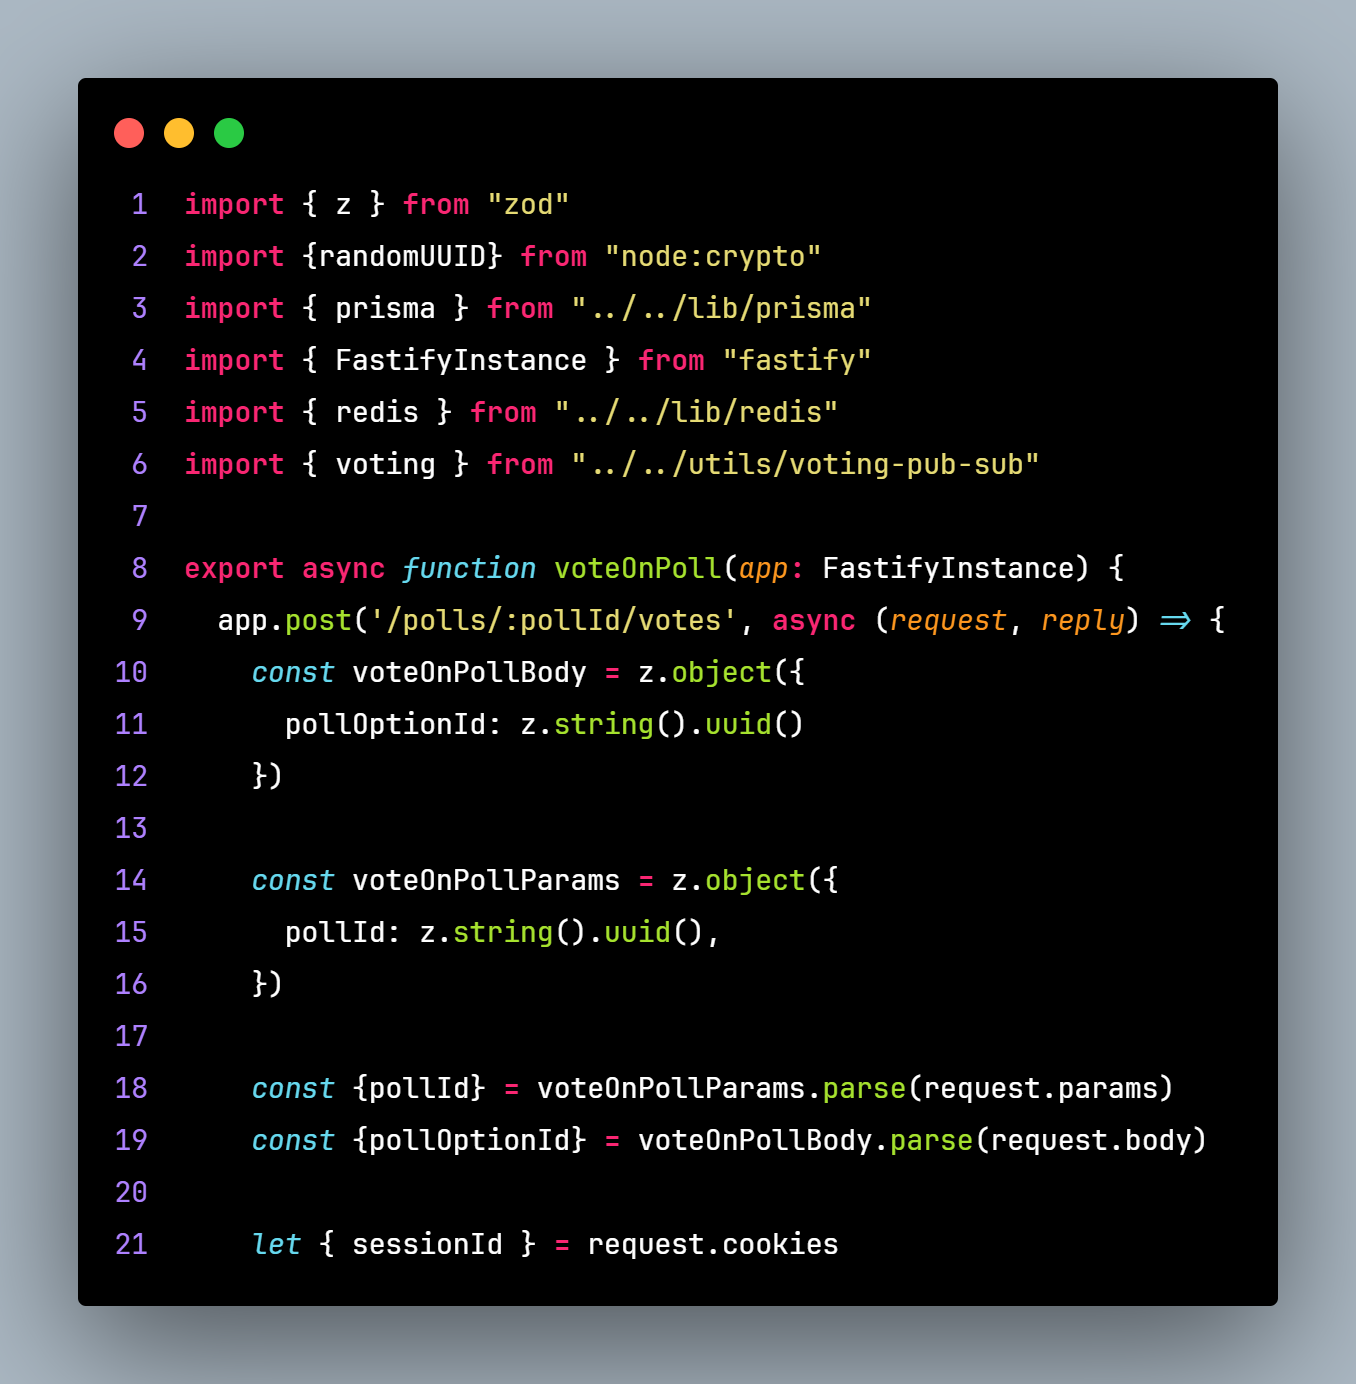 1 import { z } from "zod"
2 import {randomUUID} from "node:crypto"
3 import { prisma } from "../../lib/prisma"
4 import { FastifyInstance } from "fastify"
5 import { redis } from "../../lib/redis"
6 import { voting } from "../../utils/voting-pub-sub"
7
8 export async function voteOnPoll(app: FastifyInstance) {
9   app.post('/polls/:pollId/votes', async (request, reply) => {
10     const voteOnPollBody = z.object({
11       pollOptionId: z.string().uuid()
12     })
13
14     const voteOnPollParams = z.object({
15       pollId: z.string().uuid(),
16     })
17
18     const {pollId} = voteOnPollParams.parse(request.params)
19     const {pollOptionId} = voteOnPollBody.parse(request.body)
20
21     let { sessionId } = request.cookies